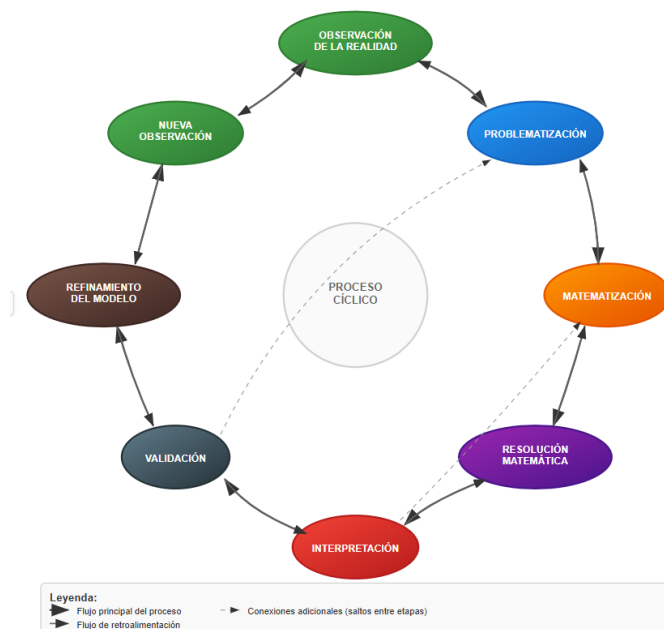 OBSERVACIÓN
DE LA REALIDAD
NUEVA
OBSERVACIÓN
PROBLEMATIZACIÓN
REFINAMIENTO
DEL MODELO
PROCESO
CÍCLICO
MATEMATIZACIÓN
VALIDACIÓN
RESOLUCIÓN
MATEMÁTICA
INTERPRETACIÓN
Leyenda:
Flujo principal del proceso
Conexiones adicionales (saltos entre etapas)
Flujo de retroalimentación